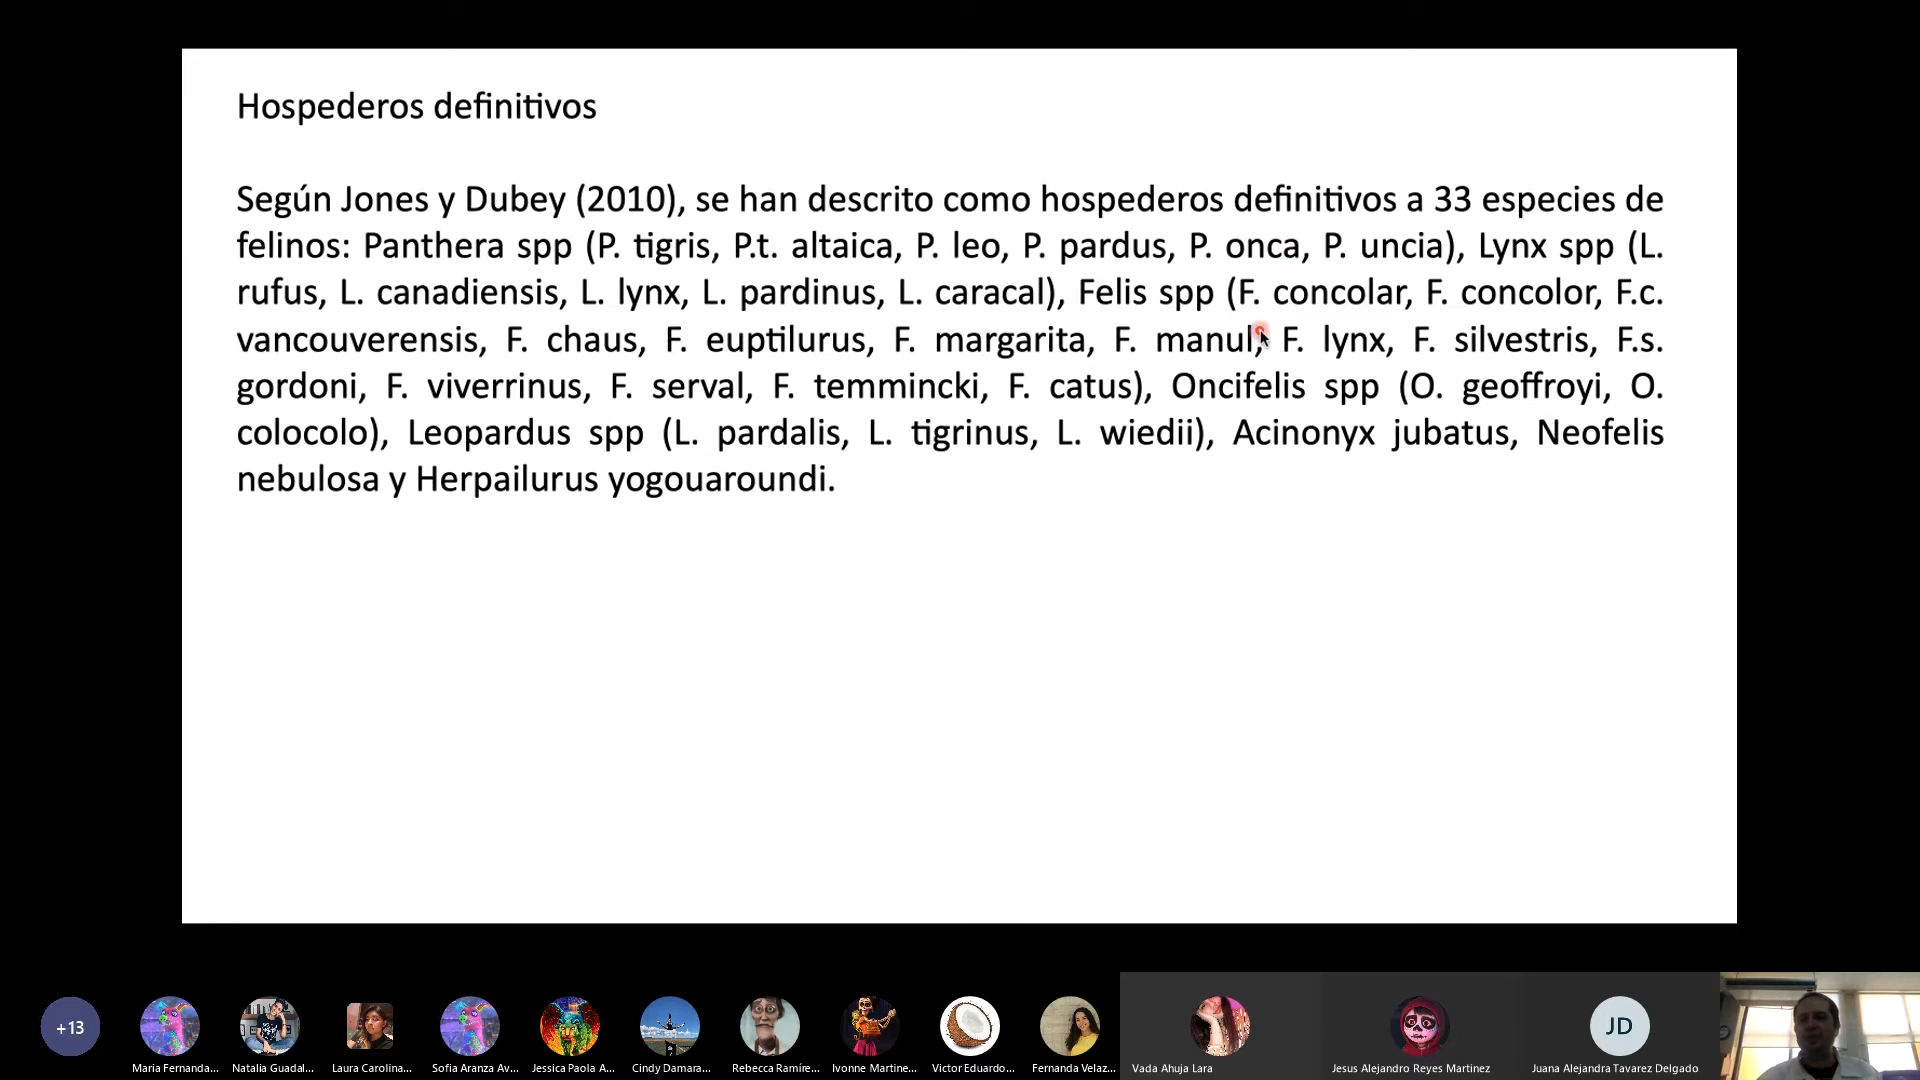 Hospederos definitivos
Según Jones y Dubey (2010), se han descrito como hospederos definitivos a 33 especies de
felinos: Panthera spp (P. tigris, P.t. altaica, P. leo, P. pardus, P. onca, P. uncia), Lynx spp (L.
rufus, L. canadiensis, L. lynx, L. pardinus, L. caracal), Felis spp (F. concolar, F. concolor, F.c.
vancouverensis, F. chaus, F. euptilurus, F. margarita, F. manul, F. lynx, F. silvestris, F.s.
gordoni, F. viverrinus, F. serval, F. temmincki, F. catus), Oncifelis spp (O. geoffroyi, O.
colocolo), Leopardus spp (L. pardalis, L. tigrinus, L. wiedii), Acinonyx jubatus, Neofelis
nebulosa y Herpailurus yogouaroundi.
+13
JD
Maria Fernanda... Natalia Guadal... Laura Carolina... Sofia Aranza Av... Jessica Paola A... Cindy Damara... Rebecca Ramíre... Ivonne Martine... Victor Eduardo... Fernanda Velaz... Vada Ahuja Lara Jesus Alejandro Reyes Martinez Juana Alejandra Tavarez Delgado